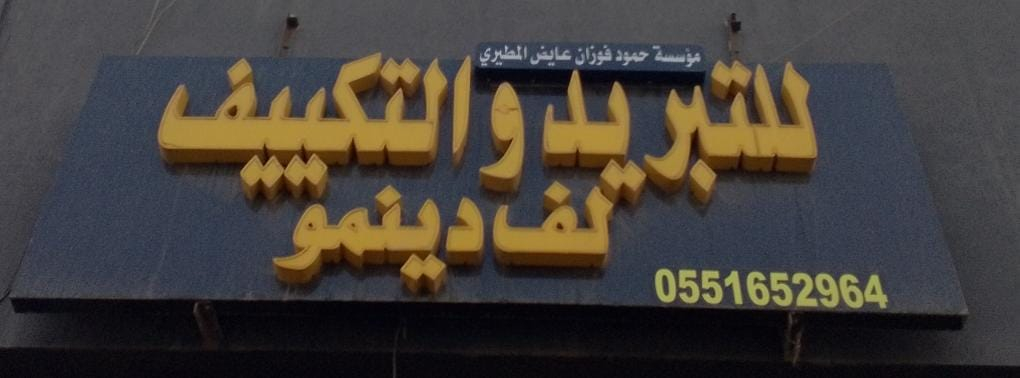 مؤسسة حمود فوزان عايض المطيري
للتبريد والتكييف
لف دينمو
0551652964